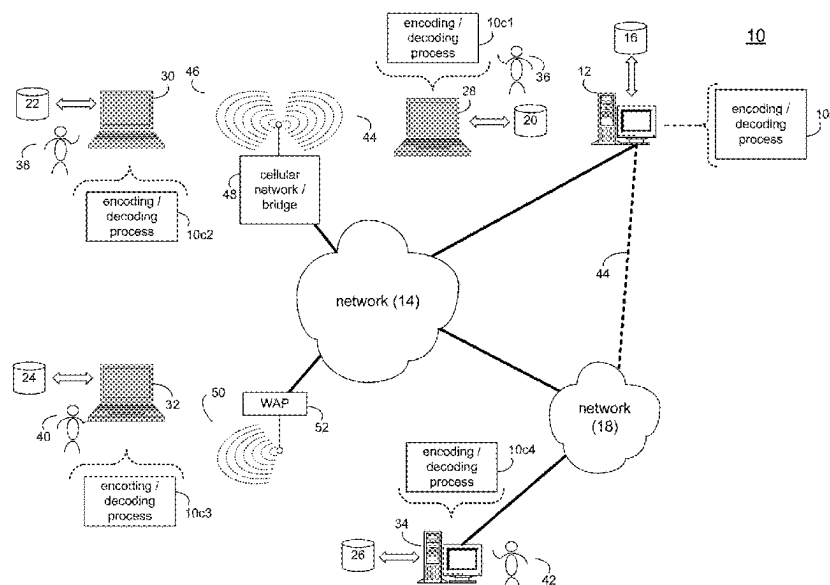 10
encoding /
decoding
process
10c1
16
12
30
46
36
28
22
44
20
encoding /
decoding
process
10
38
48
cellular
network /
bridge
encoding /
decoding
process
10c2
44
network (14)
24
32
50
WAP
52
40
network
(18)
encoding /
decoding
process
10c4
encoding /
decoding
process
10c3
34
26
42